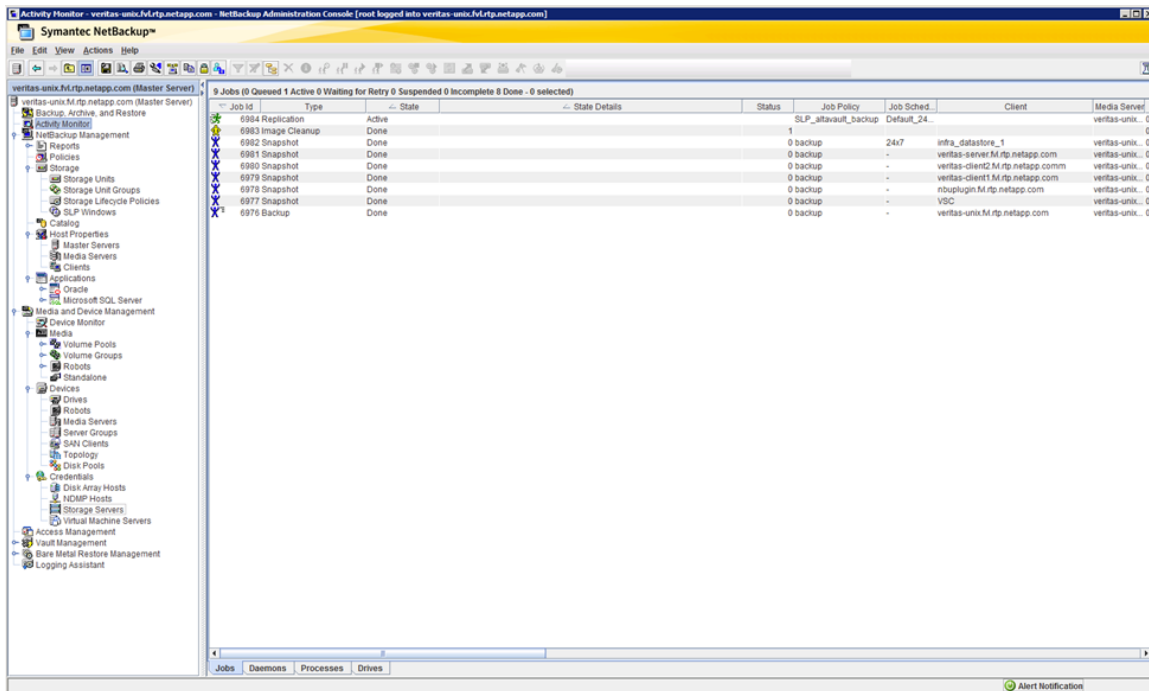 Activity Monitor - veritas-unix.fvl.rtp.netapp.com - NetBackup Administration Console [root logged into veritas-unix.fvl.rtp.netapp.com]
Symantec NetBackup™
File Edit View Actions Help
veritas-unix.fvl.rtp.netapp.com (Master Server)
veritas-unix.fvl.rtp.netapp.com (Master Server)
Backup, Archive, and Restore
Activity Monitor
NetBackup Management
Reports
Policies
Storage
Storage Units
Storage Unit Groups
Storage Lifecycle Policies
SLP Windows
Catalog
Host Properties
Master Servers
Media Servers
Clients
Applications
Oracle
Microsoft SQL Server
Media and Device Management
Device Monitor
Media
Volume Pools
Volume Groups
Robots
Standalone
Devices
Drives
Robots
Media Servers
Server Groups
SAN Clients
Topology
Disk Pools
Credentials
Disk Array Hosts
NDMP Hosts
Storage Servers
Virtual Machine Servers
Access Management
Vault Management
Bare Metal Restore Management
Logging Assistant
9 Jobs (0 Queued 1 Active 0 Waiting for Retry 0 Suspended 0 Incomplete 8 Done - 0 selected)
Job Id Type State State Details Status Job Policy Job Sched... Client Media Server
6984 Replication Active SLP_altavault_backup Default_24... veritas-unix...
6983 Image Cleanup Done 1 0
6982 Snapshot Done 0 backup 24x7 infra_datastore_1 veritas-unix... 0
6981 Snapshot Done 0 backup - veritas-server.fvl.rtp.netapp.com veritas-unix... 0
6980 Snapshot Done 0 backup - veritas-client2.fvl.rtp.netapp.comm veritas-unix... 0
6979 Snapshot Done 0 backup - veritas-client1.fvl.rtp.netapp.com veritas-unix... 0
6978 Snapshot Done 0 backup - nbuplugin.fvl.rtp.netapp.com veritas-unix... 0
6977 Snapshot Done 0 backup - VSC veritas-unix... 0
6976 Backup Done 0 backup - veritas-unix.fvl.rtp.netapp.com veritas-unix... 0
Jobs Daemons Processes Drives
Alert Notification